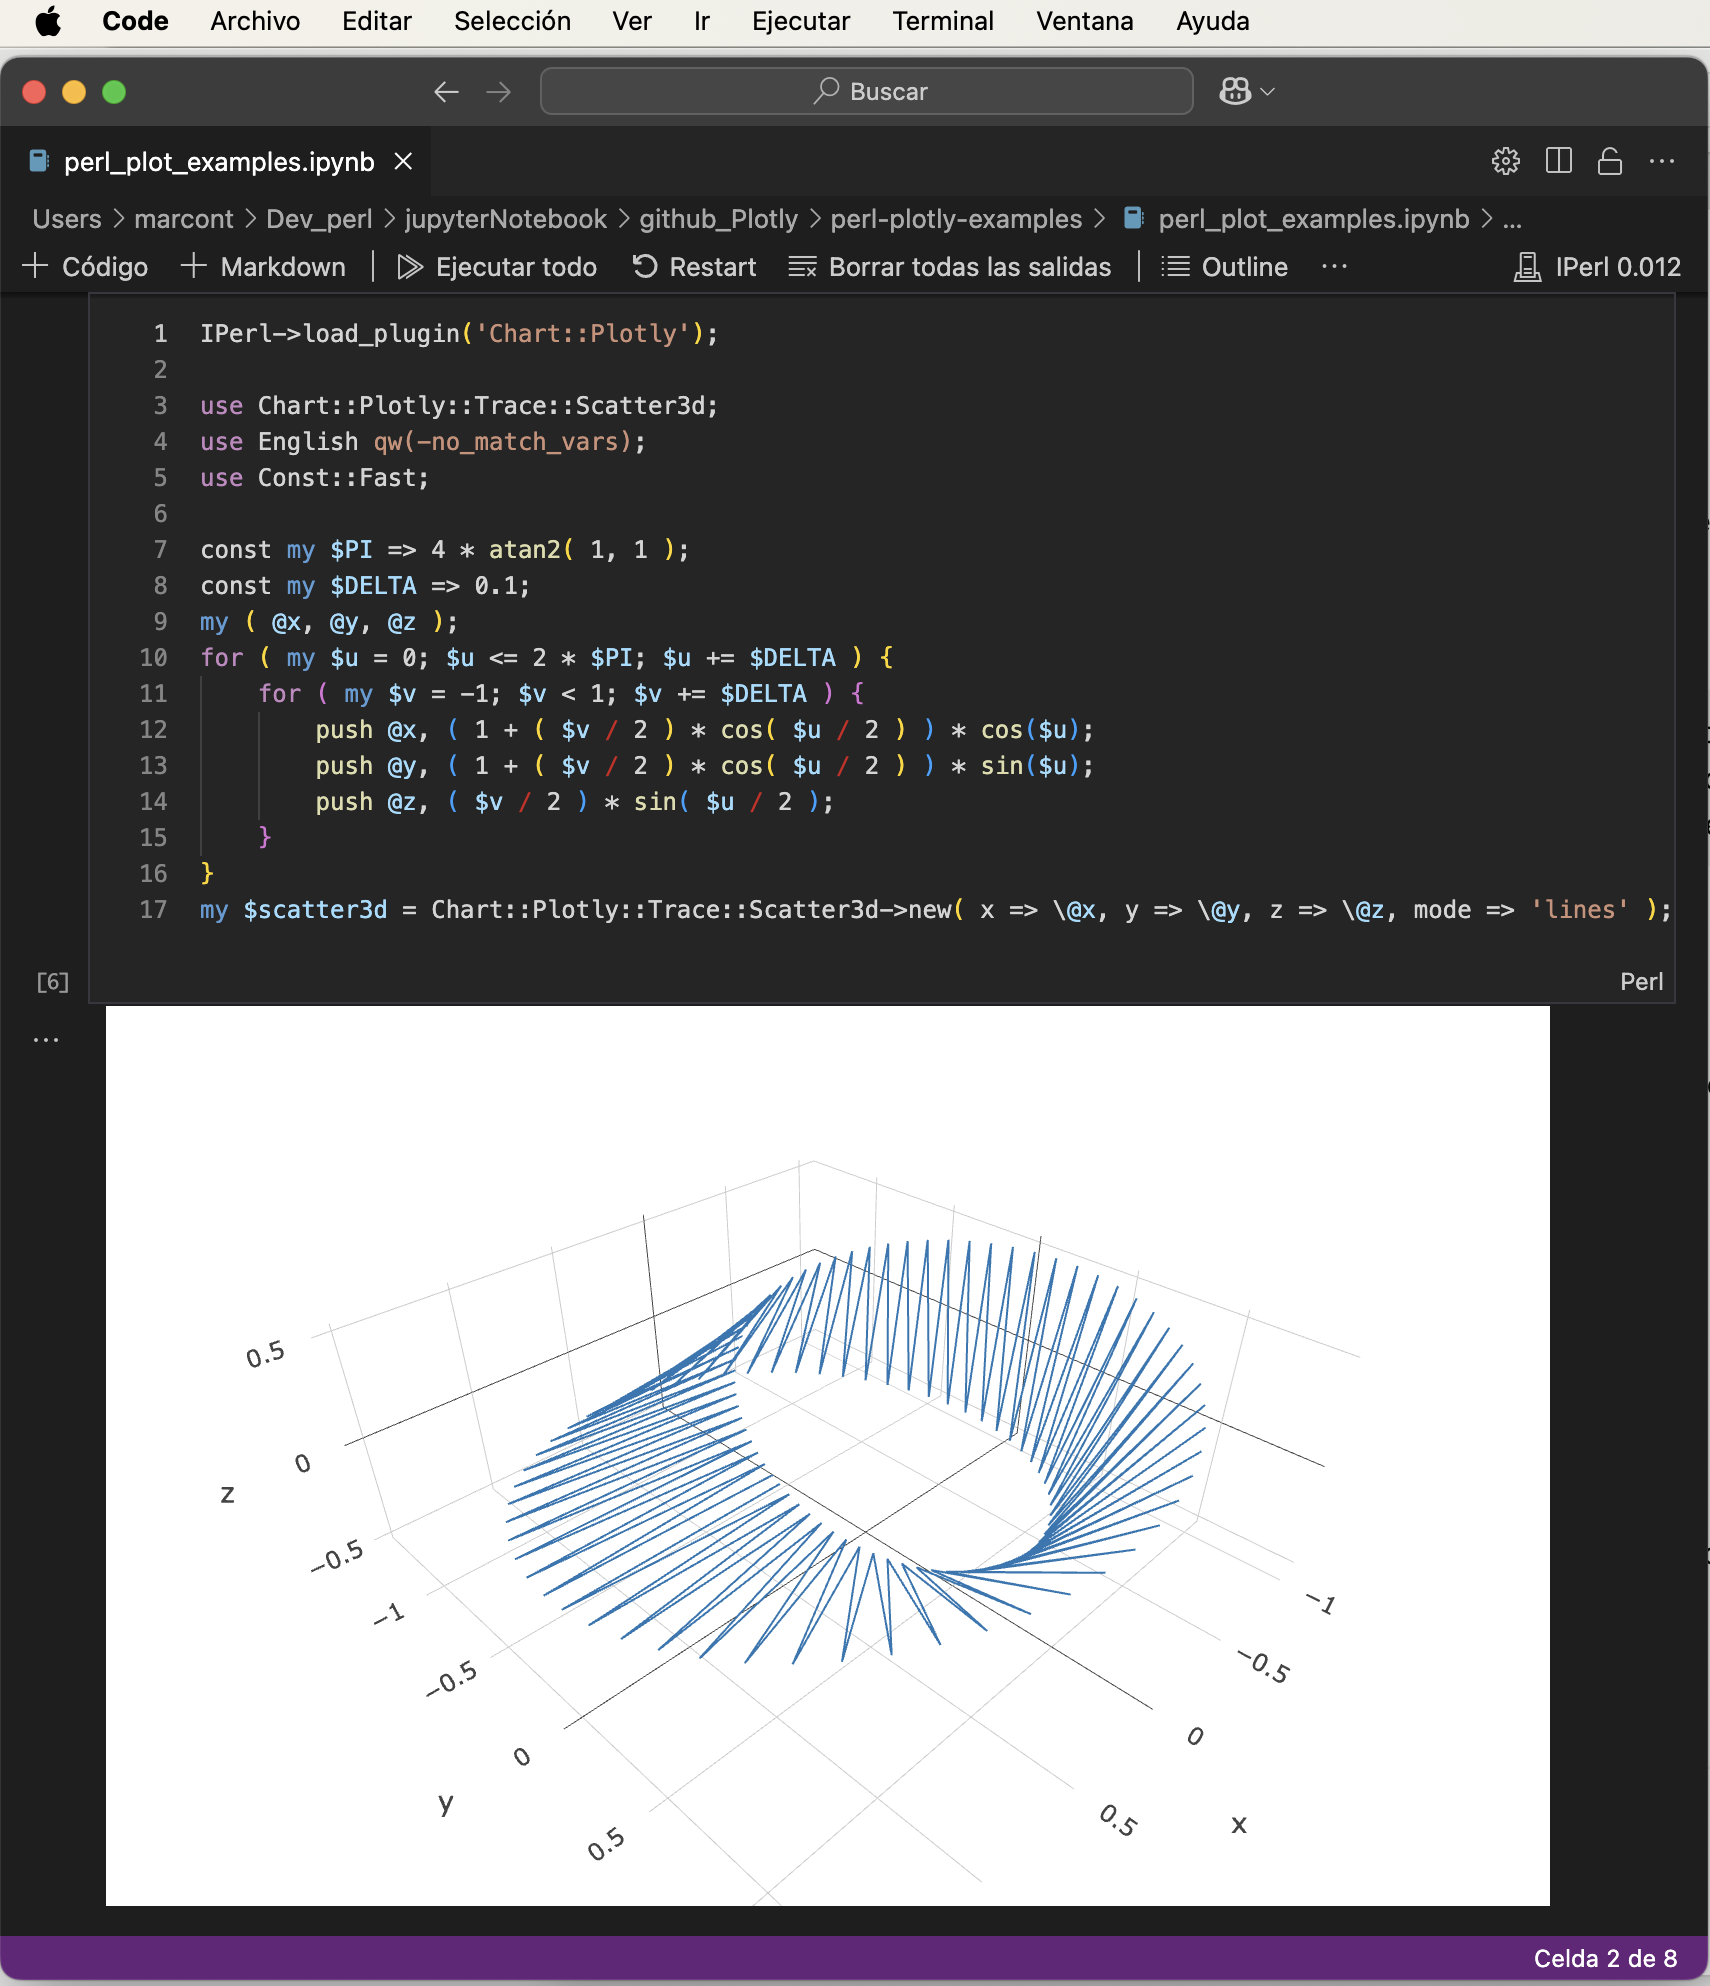 Code Archivo Editar Selección Ver Ir Ejecutar Terminal Ventana Ayuda
Buscar
perl_plot_examples.ipynb
Users > marcont > Dev_perl > jupyterNotebook > github_Plotly > perl-plotly-examples > perl_plot_examples.ipynb > ...
+ Código + Markdown | Ejecutar todo Restart Borrar todas las salidas | Outline ... IPerl 0.012
1 IPerl->load_plugin('Chart::Plotly');
2
3 use Chart::Plotly::Trace::Scatter3d;
4 use English qw(-no_match_vars);
5 use Const::Fast;
6
7 const my $PI => 4 * atan2( 1, 1 );
8 const my $DELTA => 0.1;
9 my ( @x, @y, @z );
10 for ( my $u = 0; $u <= 2 * $PI; $u += $DELTA ) {
11     for ( my $v = -1; $v < 1; $v += $DELTA ) {
12         push @x, ( 1 + ( $v / 2 ) * cos( $u / 2 ) ) * cos($u);
13         push @y, ( 1 + ( $v / 2 ) * cos( $u / 2 ) ) * sin($u);
14         push @z, ( $v / 2 ) * sin( $u / 2 );
15     }
16 }
17 my $scatter3d = Chart::Plotly::Trace::Scatter3d->new( x => \@x, y => \@y, z => \@z, mode => 'lines' );
[6]
Perl
...
0.5
0
z
−0.5
−1
−0.5
0
y
0.5
−1
−0.5
0
0.5
x
Celda 2 de 8